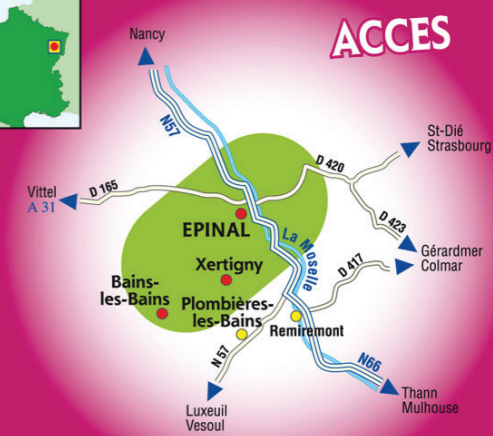 ACCES
Nancy
N57
St-Dié
Strasbourg
D 420
Vittel
A 31
D 165
D 423
EPINAL
La Moselle
Gérardmer
Colmar
D 417
Xertigny
Bains-
les-Bains
Plombières-
les-Bains
Remiremont
N 57
N66
Thann
Mulhouse
Luxeuil
Vesoul